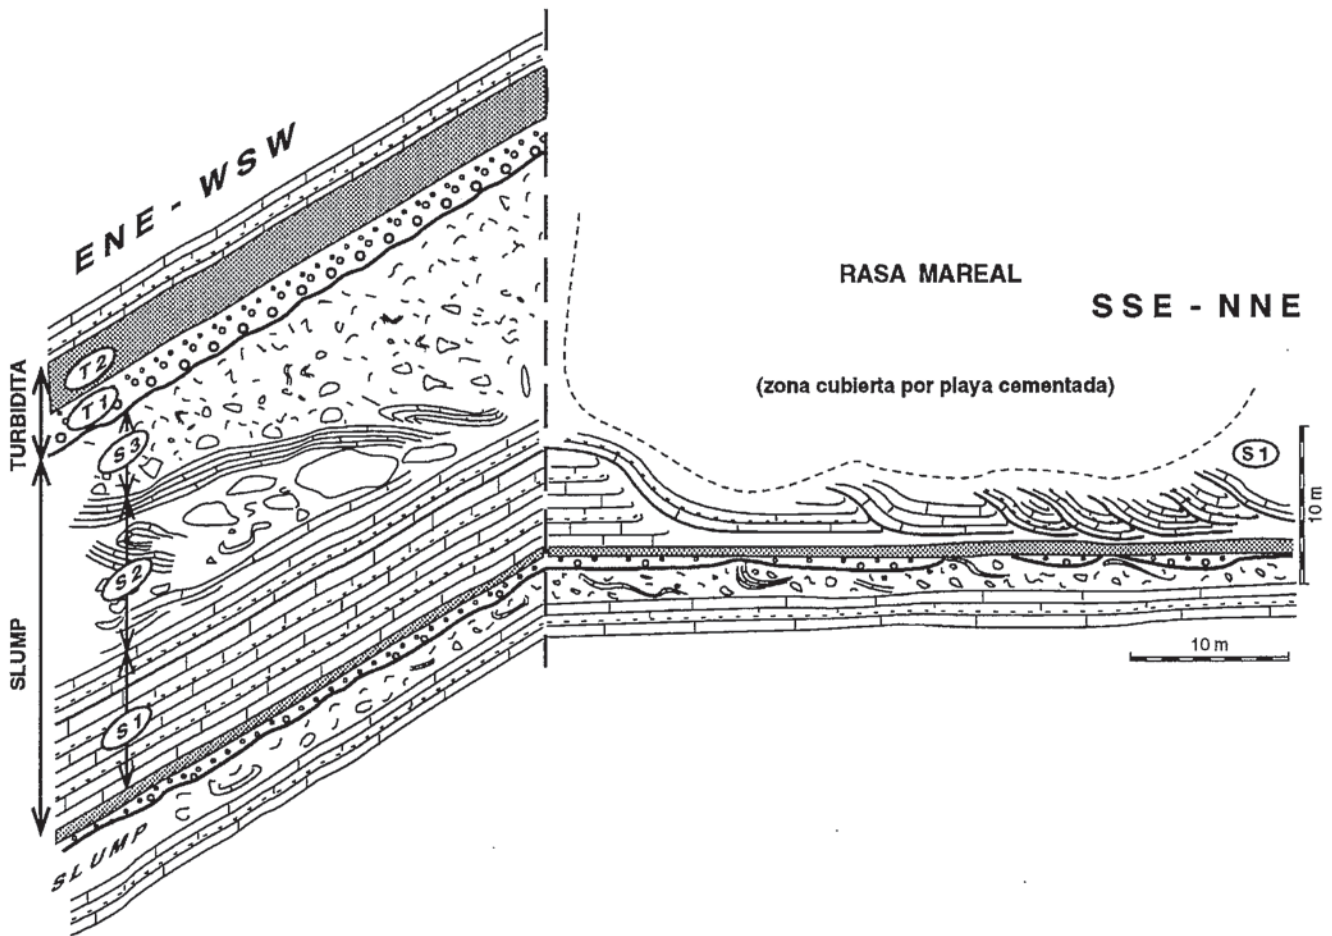 ENE - WSW
RASA MAREAL
SSE - NNE
(zona cubierta por playa cementada)
TURBIDITA
T2
T1
S3
S2
S1
SLUMP
SLUMP
S1
10 m
10 m